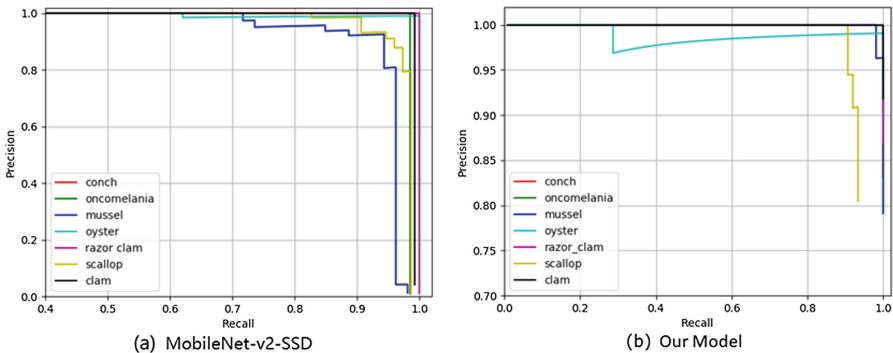 1.0
0.8
0.6
0.4
0.2
0.0
Precision
conch
oncomelania
mussel
oyster
razor clam
scallop
clam
0.4 0.5 0.6 0.7 0.8 0.9 1.0
Recall
(a) MobileNet-v2-SSD
1.00
0.95
0.90
0.85
0.80
0.75
0.70
Precision
conch
oncomelania
mussel
oyster
razor_clam
scallop
clam
0.0 0.2 0.4 0.6 0.8 1.0
Recall
(b) Our Model